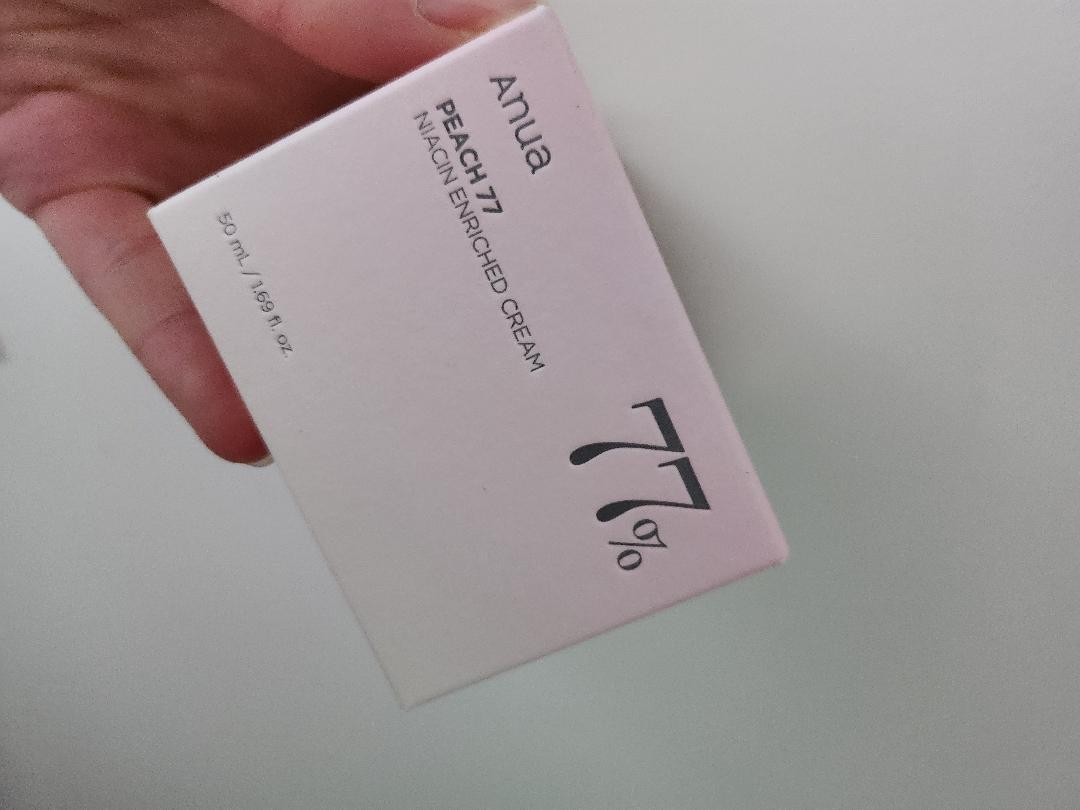 Anua
PEACH 77
NIACIN ENRICHED CREAM
77%
50 mL / 1.69 fl. oz.